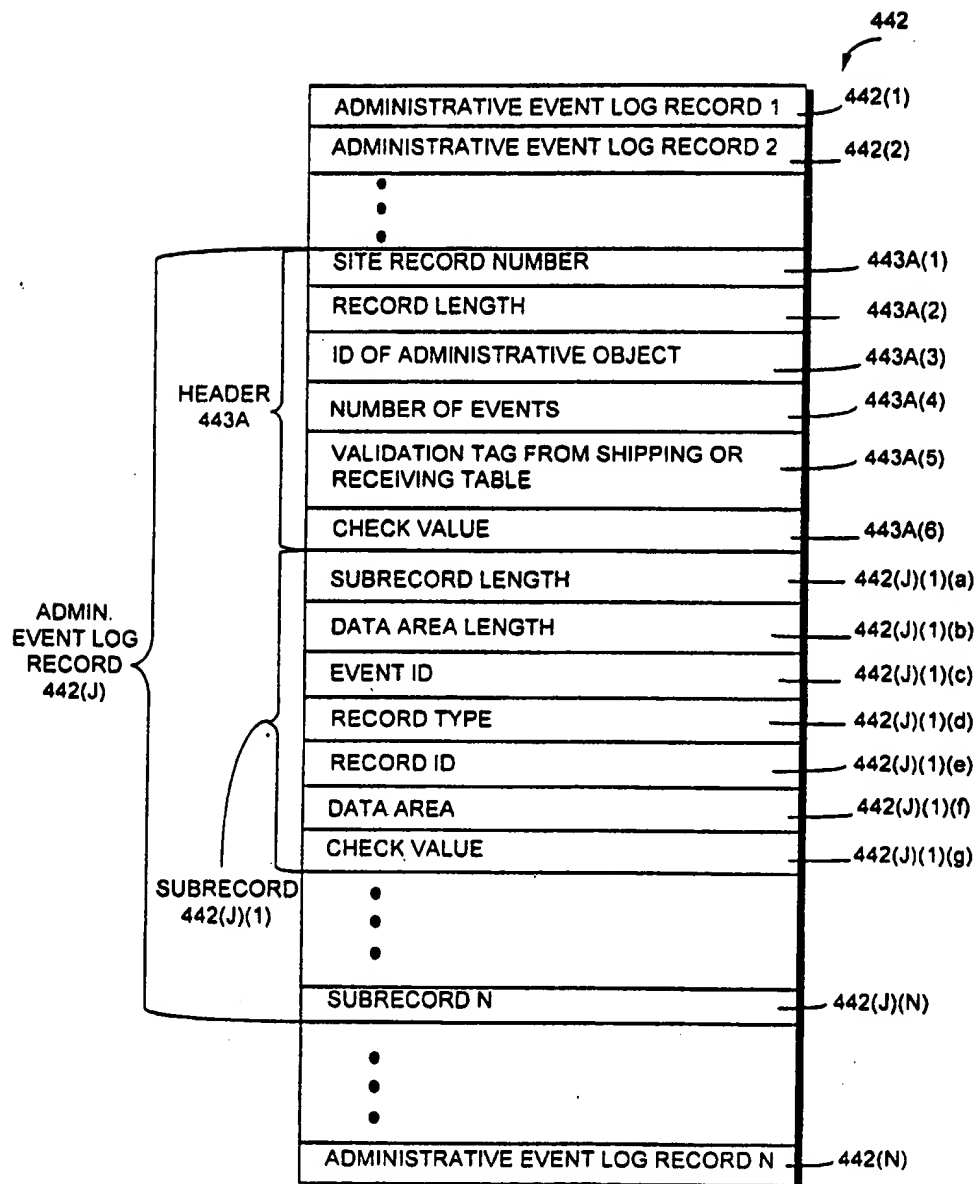 442
ADMINISTRATIVE EVENT LOG RECORD 1
442(1)
ADMINISTRATIVE EVENT LOG RECORD 2
442(2)
SITE RECORD NUMBER
443A(1)
RECORD LENGTH
443A(2)
ID OF ADMINISTRATIVE OBJECT
443A(3)
HEADER
443A
NUMBER OF EVENTS
443A(4)
VALIDATION TAG FROM SHIPPING OR
RECEIVING TABLE
443A(5)
CHECK VALUE
443A(6)
SUBRECORD LENGTH
442(J)(1)(a)
ADMIN.
EVENT LOG
RECORD
442(J)
DATA AREA LENGTH
442(J)(1)(b)
EVENT ID
442(J)(1)(c)
RECORD TYPE
442(J)(1)(d)
RECORD ID
442(J)(1)(e)
DATA AREA
442(J)(1)(f)
CHECK VALUE
442(J)(1)(g)
SUBRECORD
442(J)(1)
SUBRECORD N
442(J)(N)
ADMINISTRATIVE EVENT LOG RECORD N
442(N)